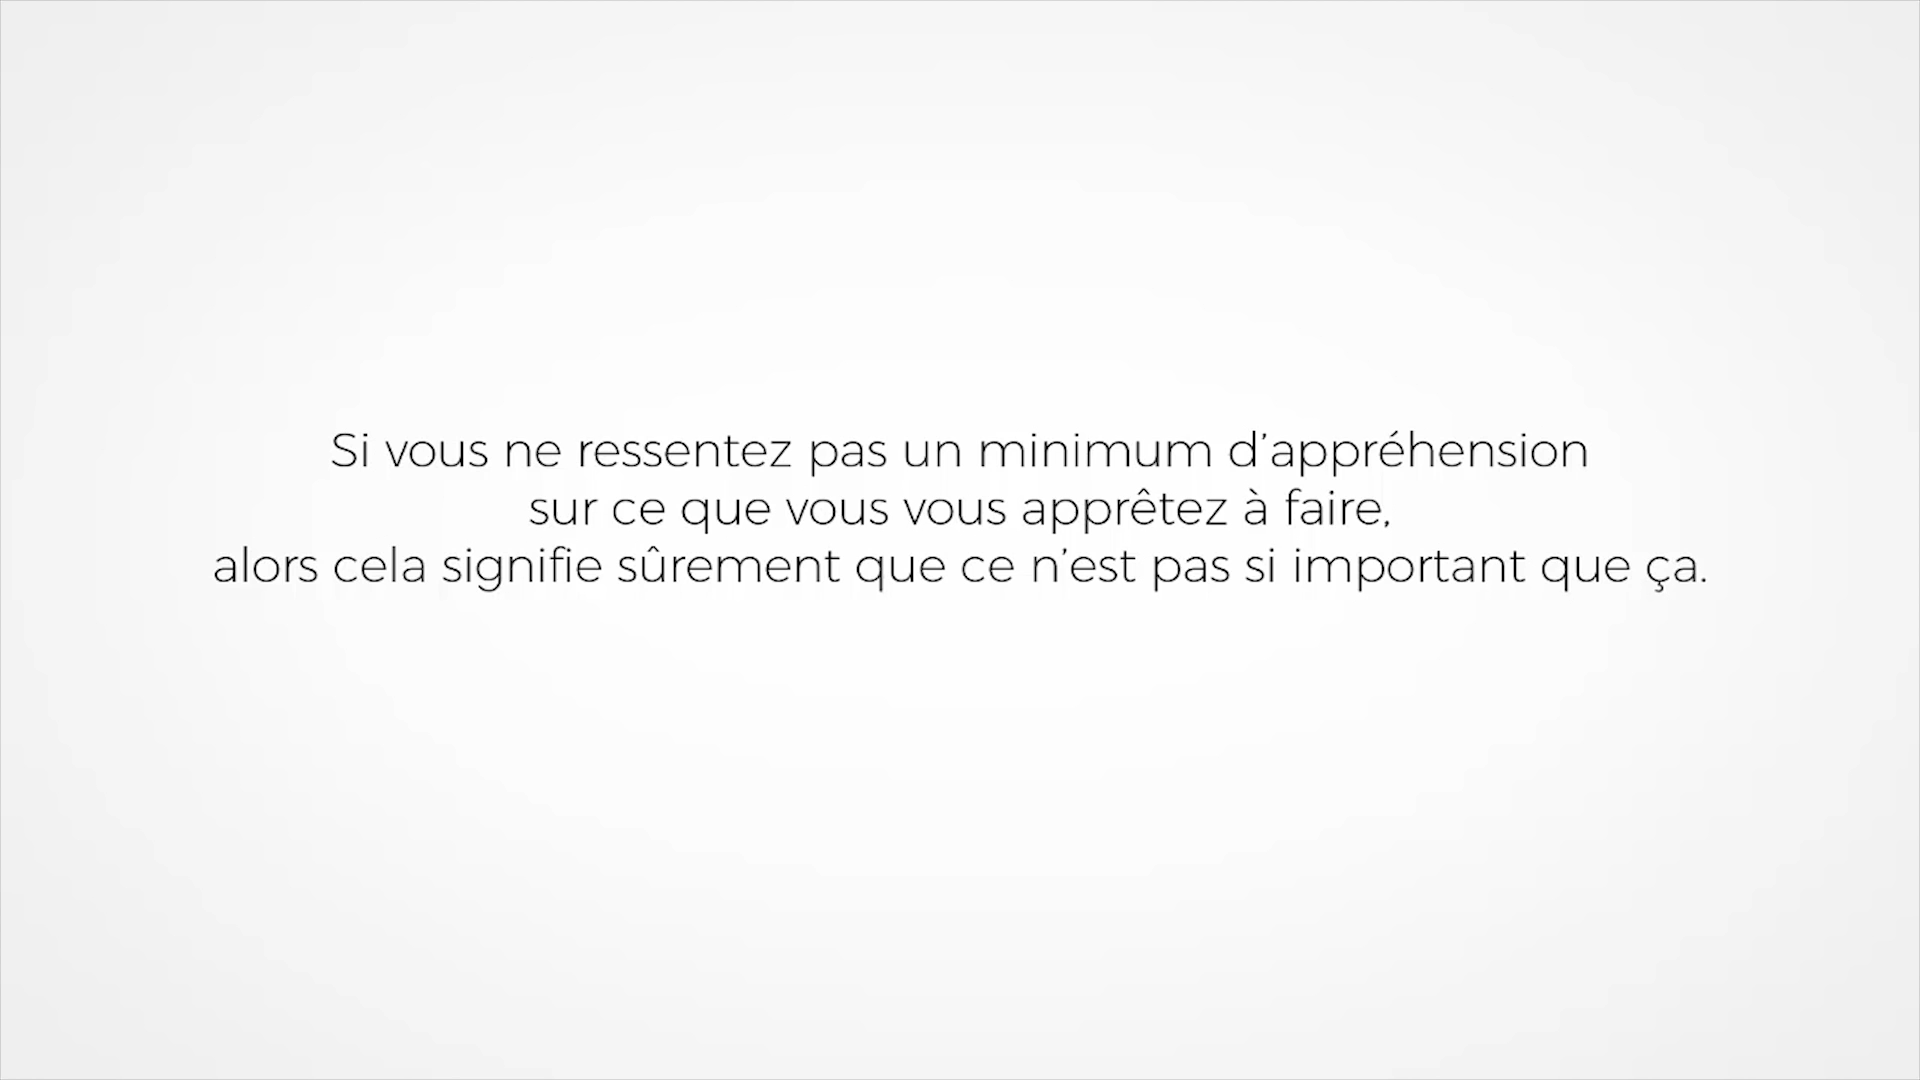 Si vous ne ressentez pas un minimum d’appréhension
sur ce que vous vous apprêtez à faire,
alors cela signifie sûrement que ce n’est pas si important que ça.